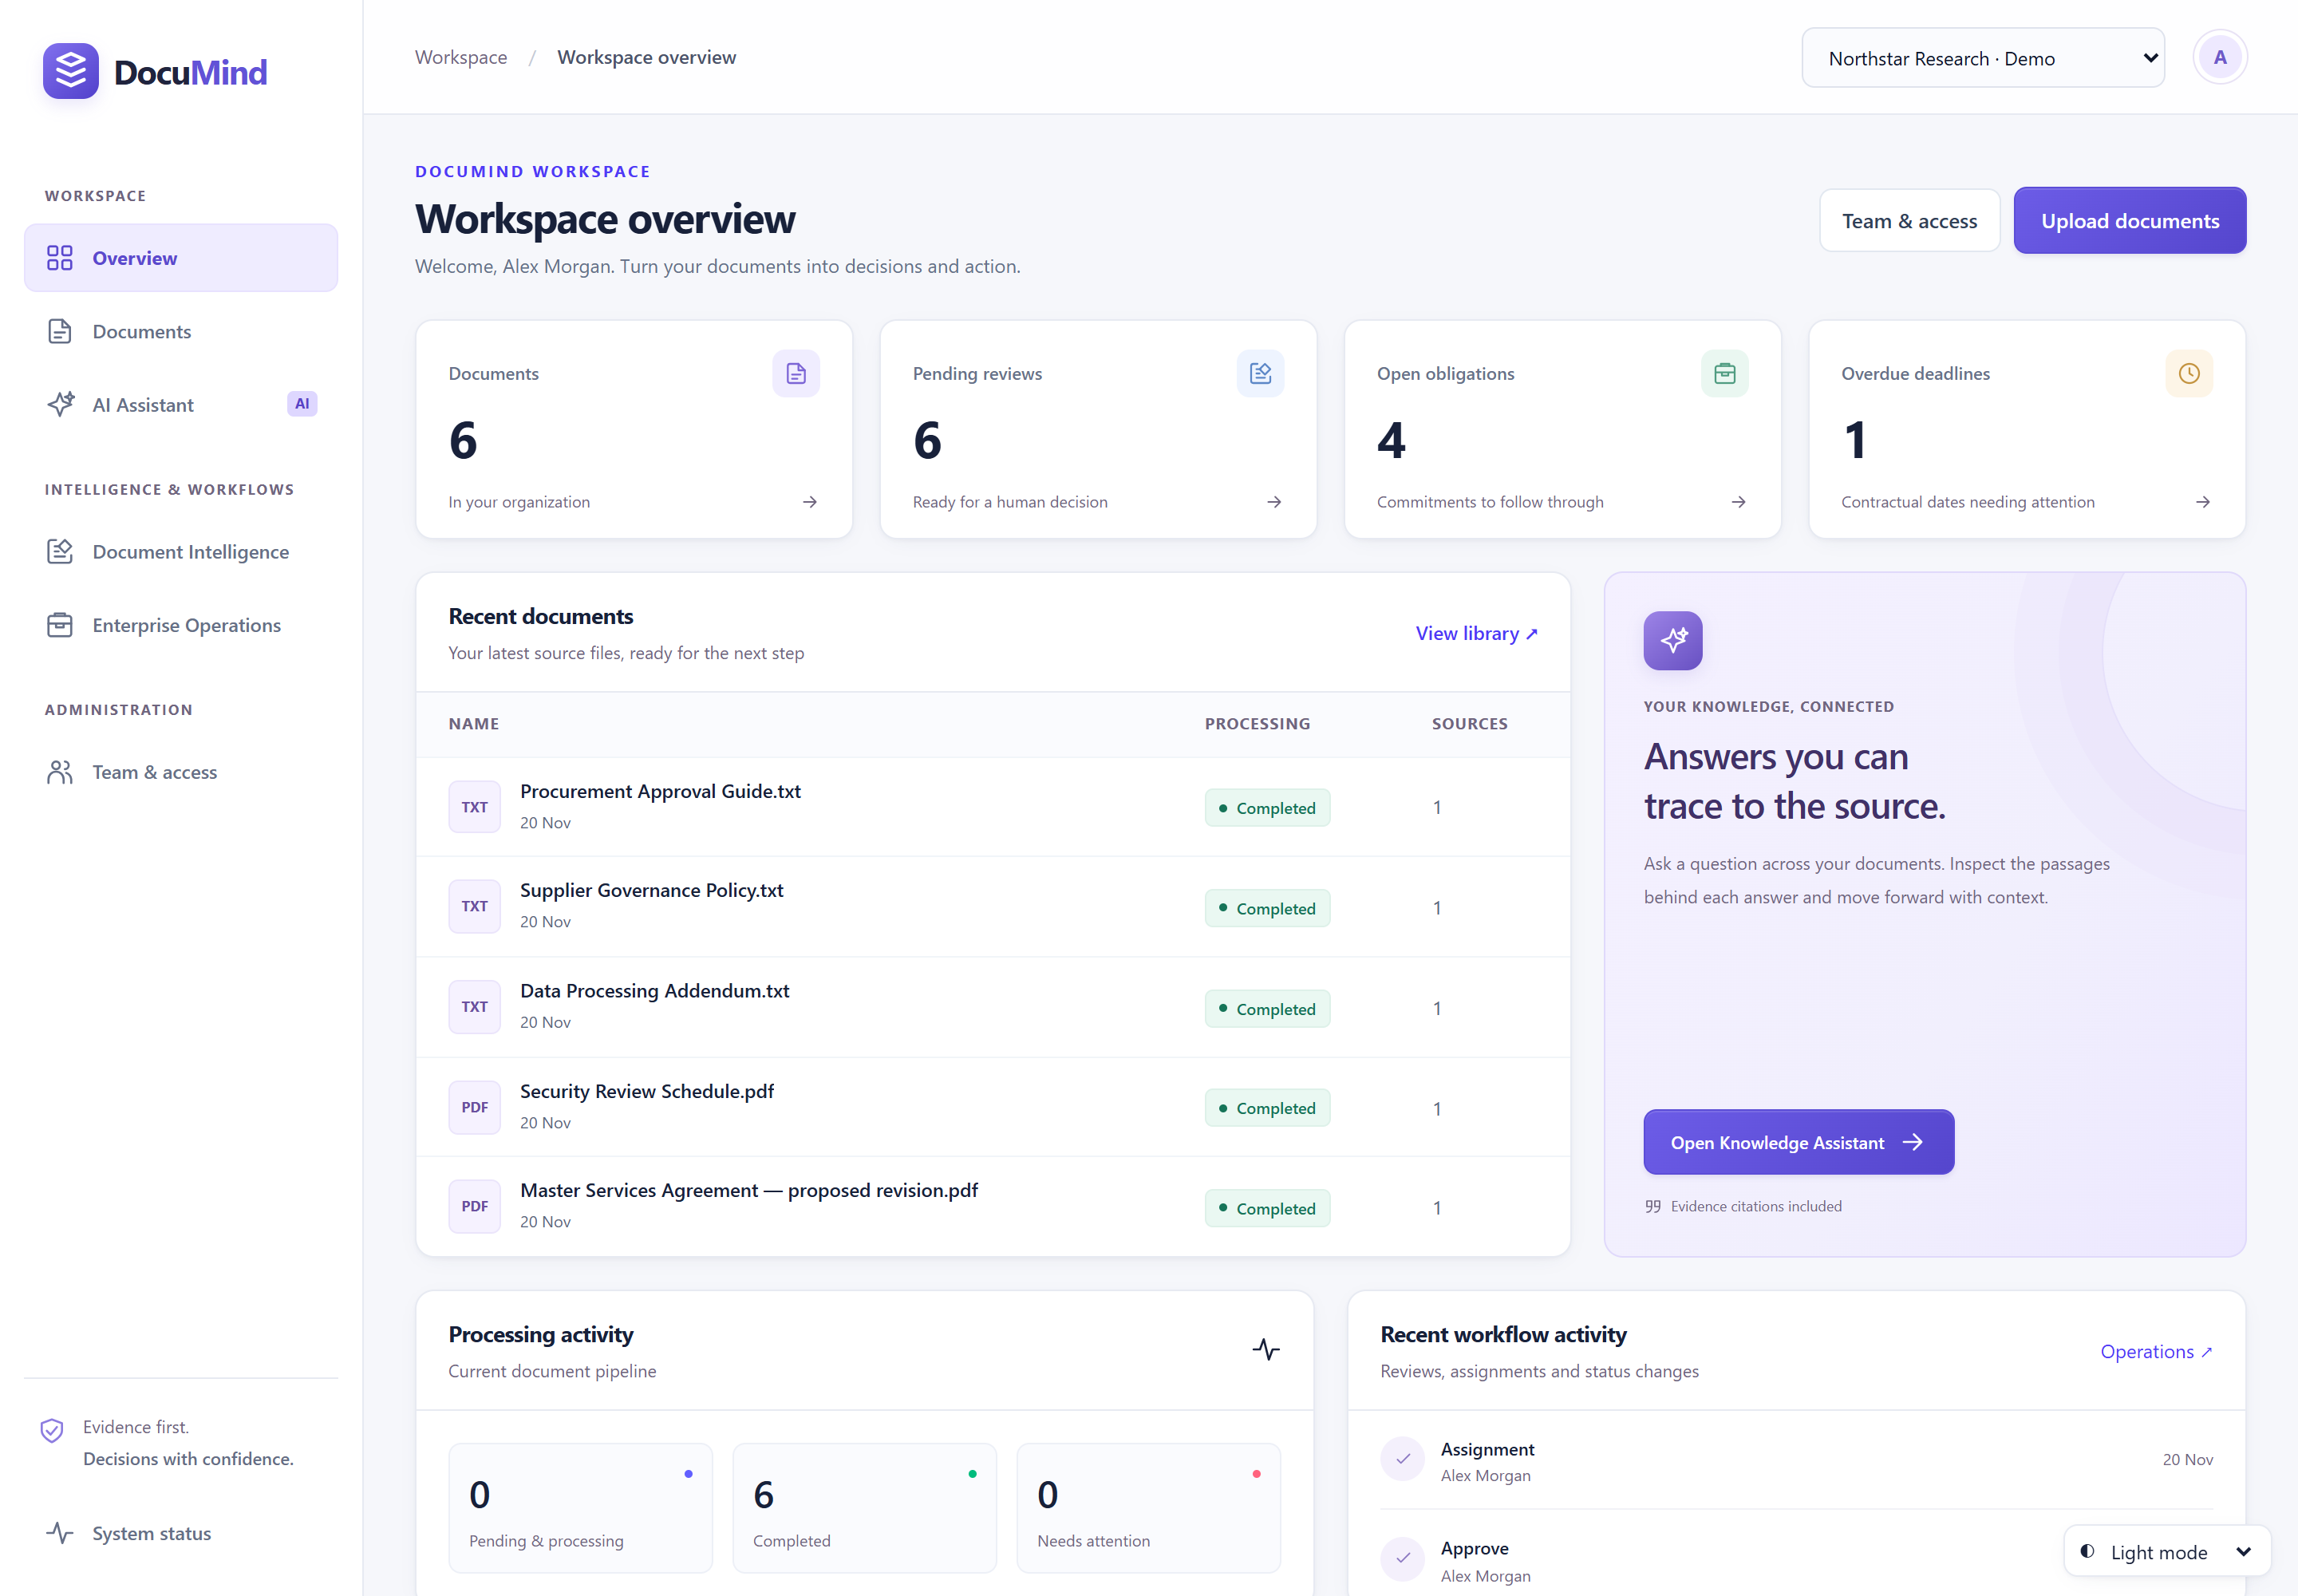 DocuMind
WORKSPACE
Overview
Documents
AI Assistant
AI
INTELLIGENCE & WORKFLOWS
Document Intelligence
Enterprise Operations
ADMINISTRATION
Team & access
Evidence first.
Decisions with confidence.
System status
Workspace / Workspace overview
Northstar Research · Demo
A
DOCUMIND WORKSPACE
Workspace overview
Welcome, Alex Morgan. Turn your documents into decisions and action.
Team & access
Upload documents
Documents
6
In your organization
Pending reviews
6
Ready for a human decision
Open obligations
4
Commitments to follow through
Overdue deadlines
1
Contractual dates needing attention
Recent documents
Your latest source files, ready for the next step
View library ↗
NAME PROCESSING SOURCES
TXT
Procurement Approval Guide.txt
20 Nov
Completed
1
TXT
Supplier Governance Policy.txt
20 Nov
Completed
1
TXT
Data Processing Addendum.txt
20 Nov
Completed
1
PDF
Security Review Schedule.pdf
20 Nov
Completed
1
PDF
Master Services Agreement — proposed revision.pdf
20 Nov
Completed
1
YOUR KNOWLEDGE, CONNECTED
Answers you can
trace to the source.
Ask a question across your documents. Inspect the passages
behind each answer and move forward with context.
Open Knowledge Assistant →
Evidence citations included
Processing activity
Current document pipeline
0
Pending & processing
6
Completed
0
Needs attention
Recent workflow activity
Reviews, assignments and status changes
Operations ↗
Assignment
Alex Morgan
20 Nov
Approve
Alex Morgan
Light mode